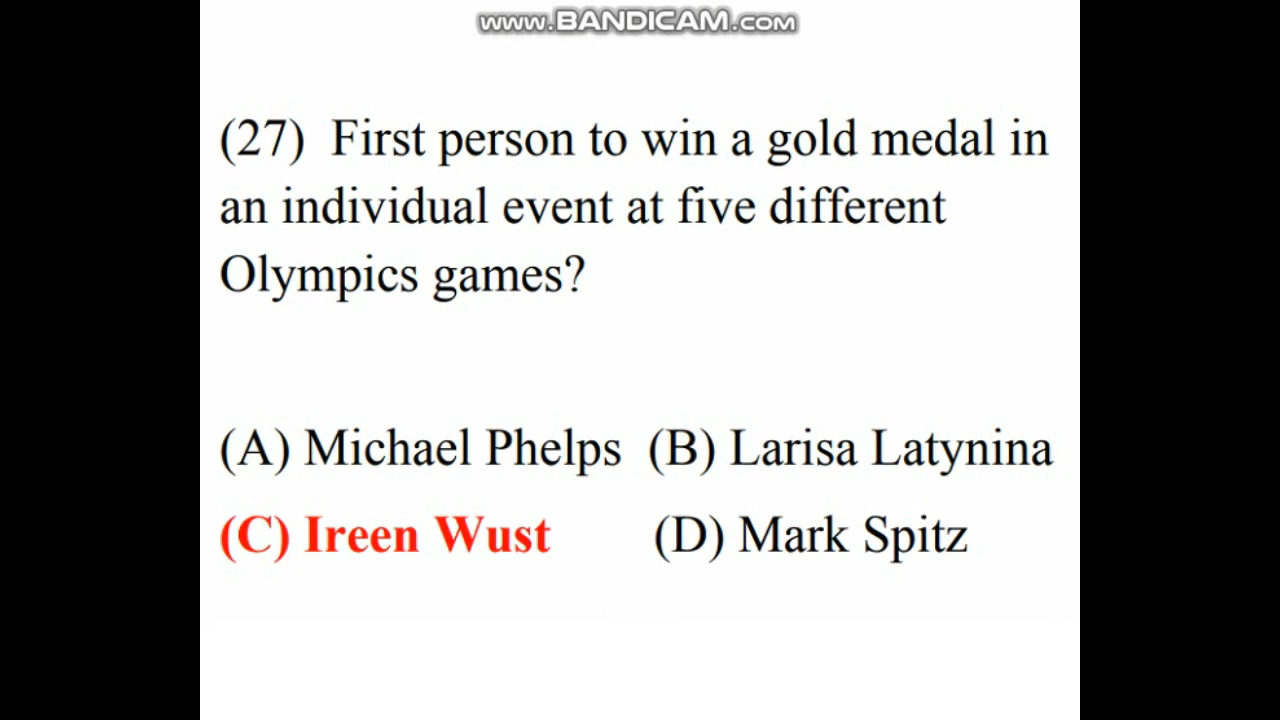 www.BANDICAM.com
(27) First person to win a gold medal in
an individual event at five different
Olympics games?
(A) Michael Phelps (B) Larisa Latynina
(C) Ireen Wust (D) Mark Spitz